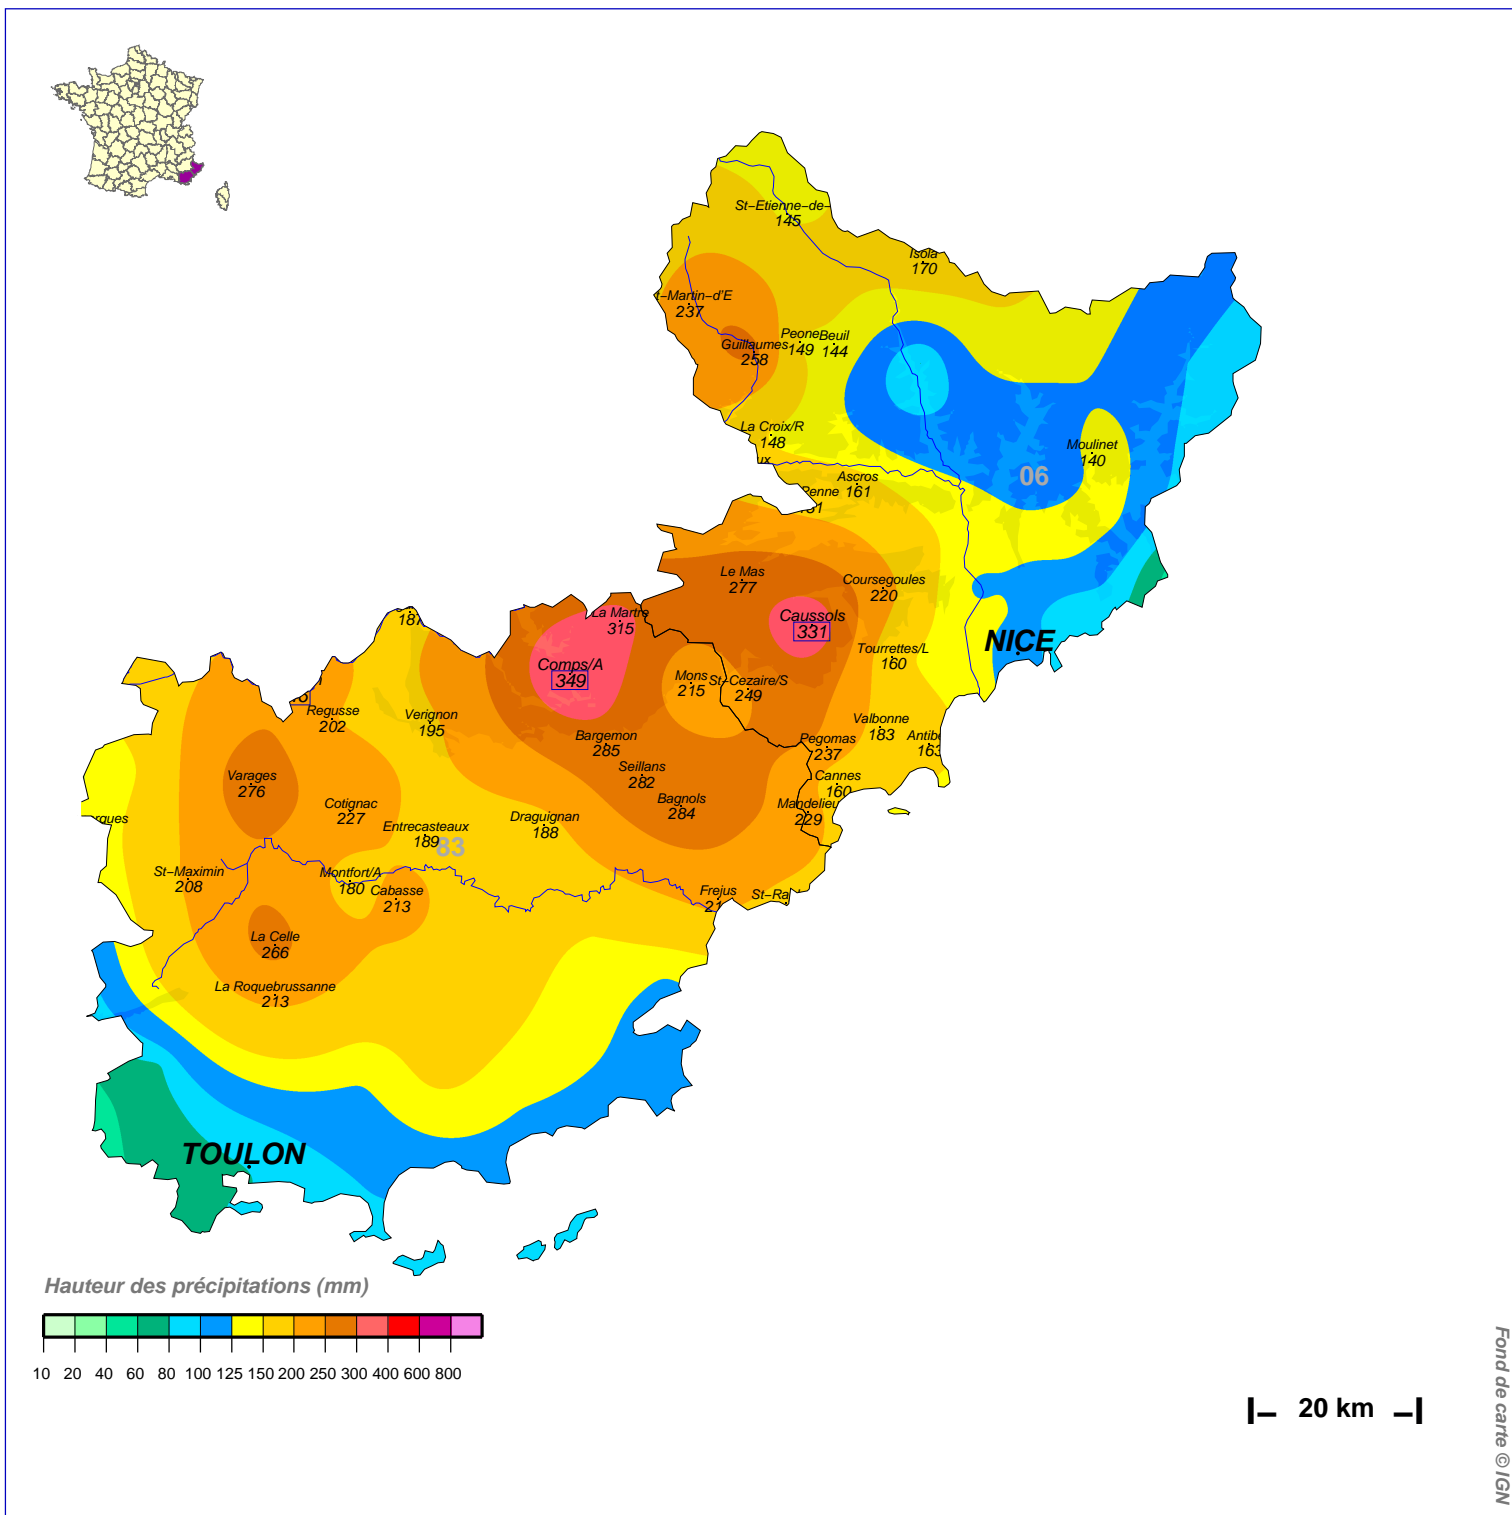 St-Etienne-de-
145
Isola
170
-Martin-d'E
237
Guillaumes
258
Peone
149
Beuil
144
La Croix/R
148
ux
Moulinet
140
06
Ascros
161
Penne
Le Mas
277
Coursegoules
220
La Martre
315
Caussols
331
187
NICE
Comps/A
349
Tourrettes/L
160
Mons
215
St-Cezaire/S
249
Regusse
202
Verignon
195
Valbonne
183
Antibe
163
Bargemon
285
Pegomas
237
Seillans
282
Varages
276
Cannes
160
Bagnols
284
Mandelieu
229
Cotignac
227
Draguignan
188
Entrecasteaux
189
83
St-Maximin
208
Montfort/A
180
Cabasse
213
Frejus
21
St-Ra
La Celle
266
La Roquebrussanne
213
TOULON
Hauteur des précipitations (mm)
10 20 40 60 80 100 125 150 200 250 300 400 600 800
20 km
Fond de carte © IGN